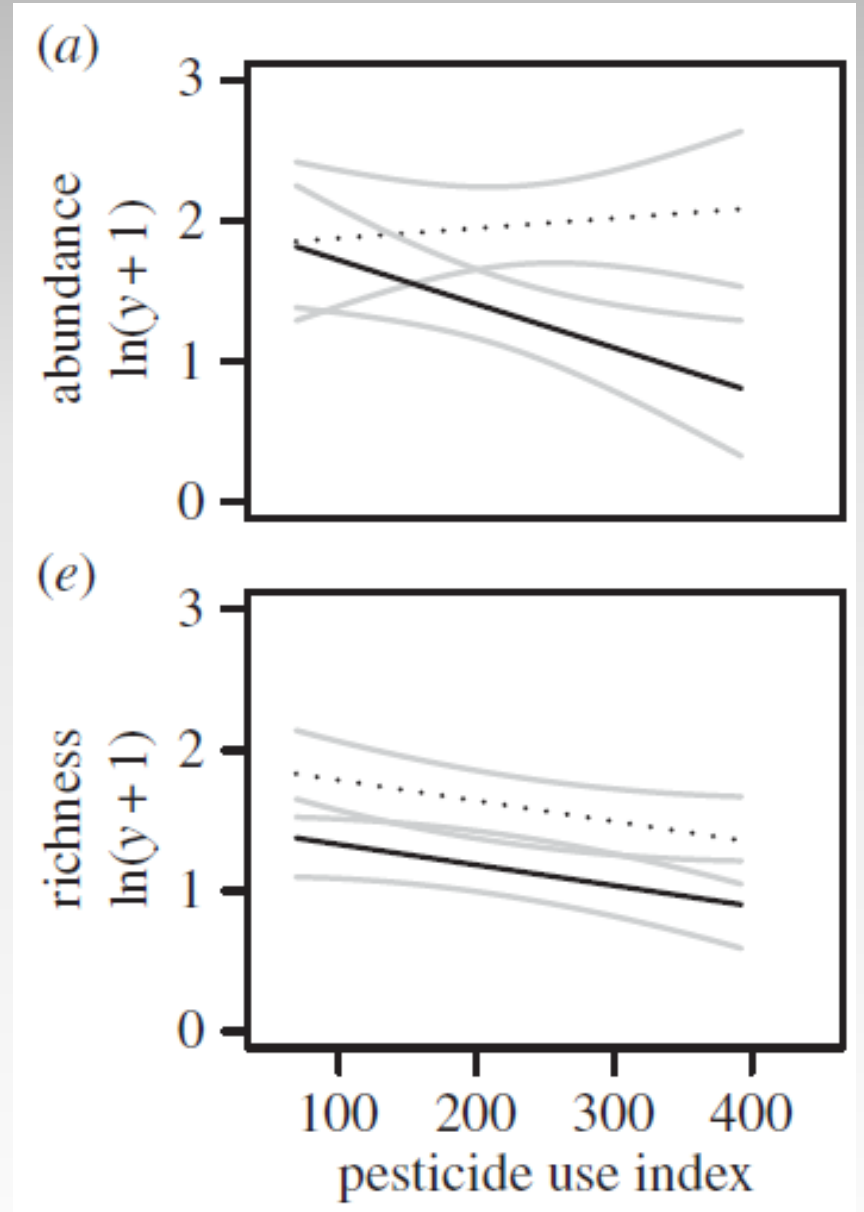 (a)
3
2
1
0
abundance
ln(y + 1)
(e)
3
2
1
0
richness
ln(y + 1)
100 200 300 400
pesticide use index